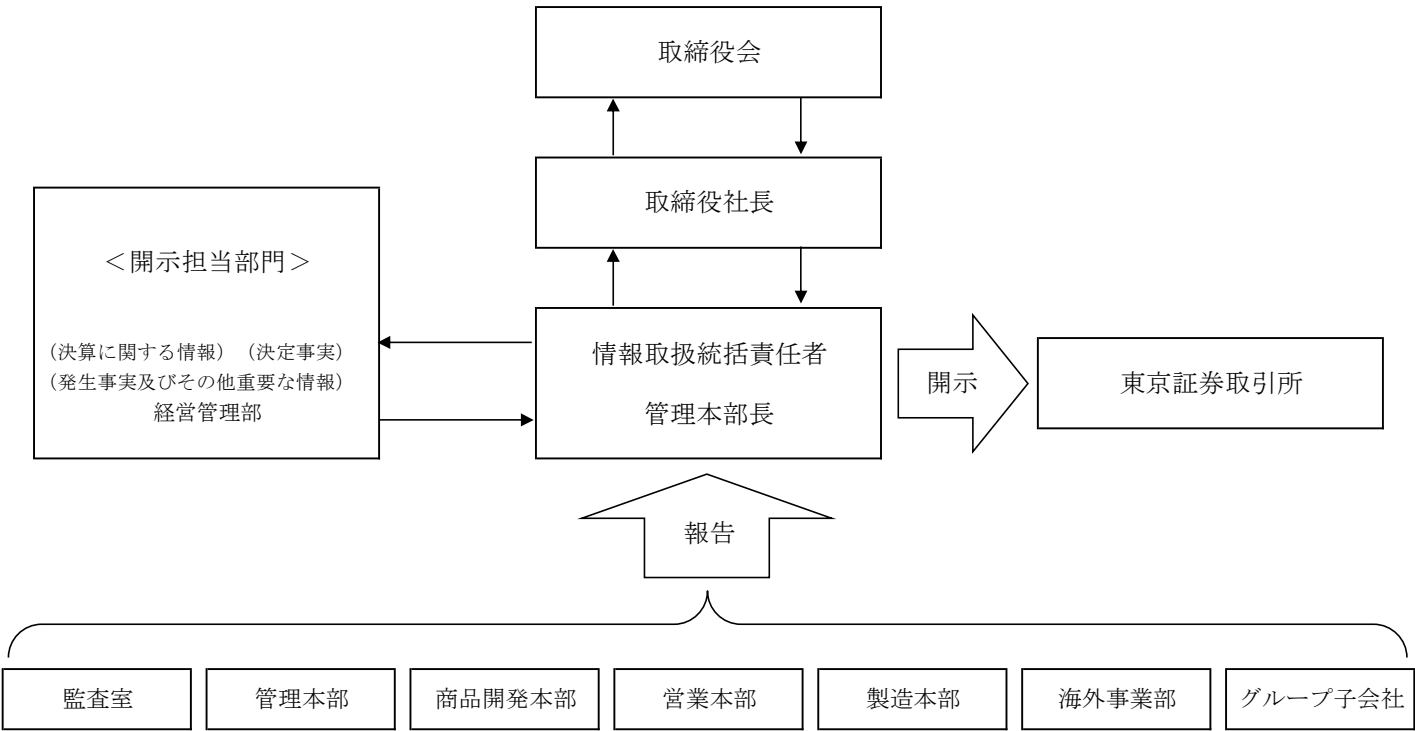 取締役会
取締役社長
＜開示担当部門＞
（決算に関する情報）（決定事実）
（発生事実及びその他重要な情報）
経営管理部
情報取扱統括責任者
管理本部長
開示
東京証券取引所
報告
監査室
管理本部
商品開発本部
営業本部
製造本部
海外事業部
グループ子会社